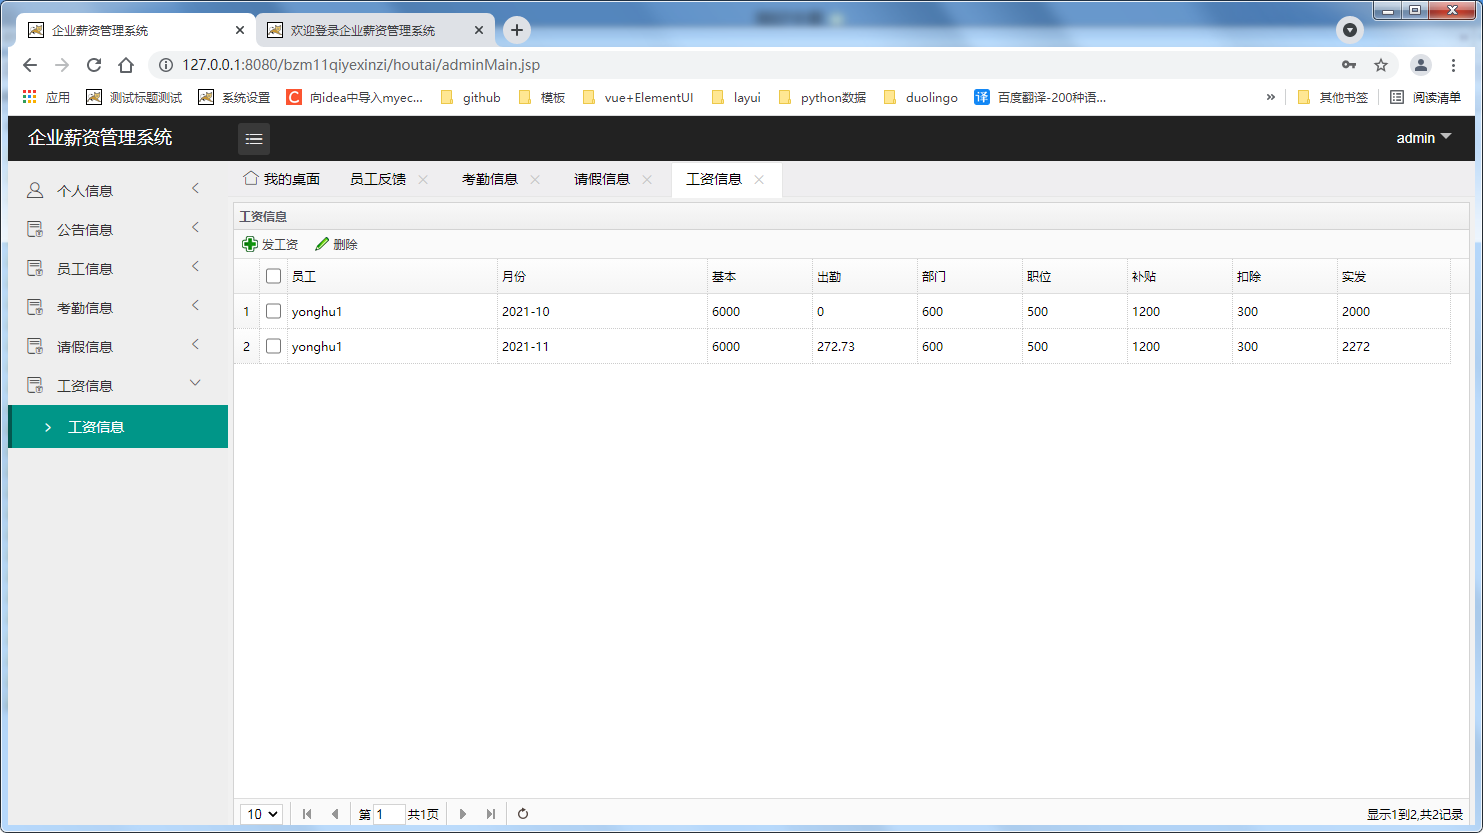 企业薪资管理系统
欢迎登录企业薪资管理系统
127.0.0.1:8080/bzm11qiyexinzi/houtai/adminMain.jsp
应用 测试标题测试 系统设置 C 向idea中导入myec... github 模板 vue+ElementUI layui python数据 duolingo 译 百度翻译-200种语... » 其他书签 阅读清单
企业薪资管理系统 admin
我的桌面 员工反馈 考勤信息 请假信息 工资信息
个人信息
公告信息
员工信息
考勤信息
请假信息
工资信息
工资信息
工资信息
发工资 删除
员工 月份 基本 出勤 部门 职位 补贴 扣除 实发
1 yonghu1 2021-10 6000 0 600 500 1200 300 2000
2 yonghu1 2021-11 6000 272.73 600 500 1200 300 2272
10 第 1 共1页 显示1到2,共2记录